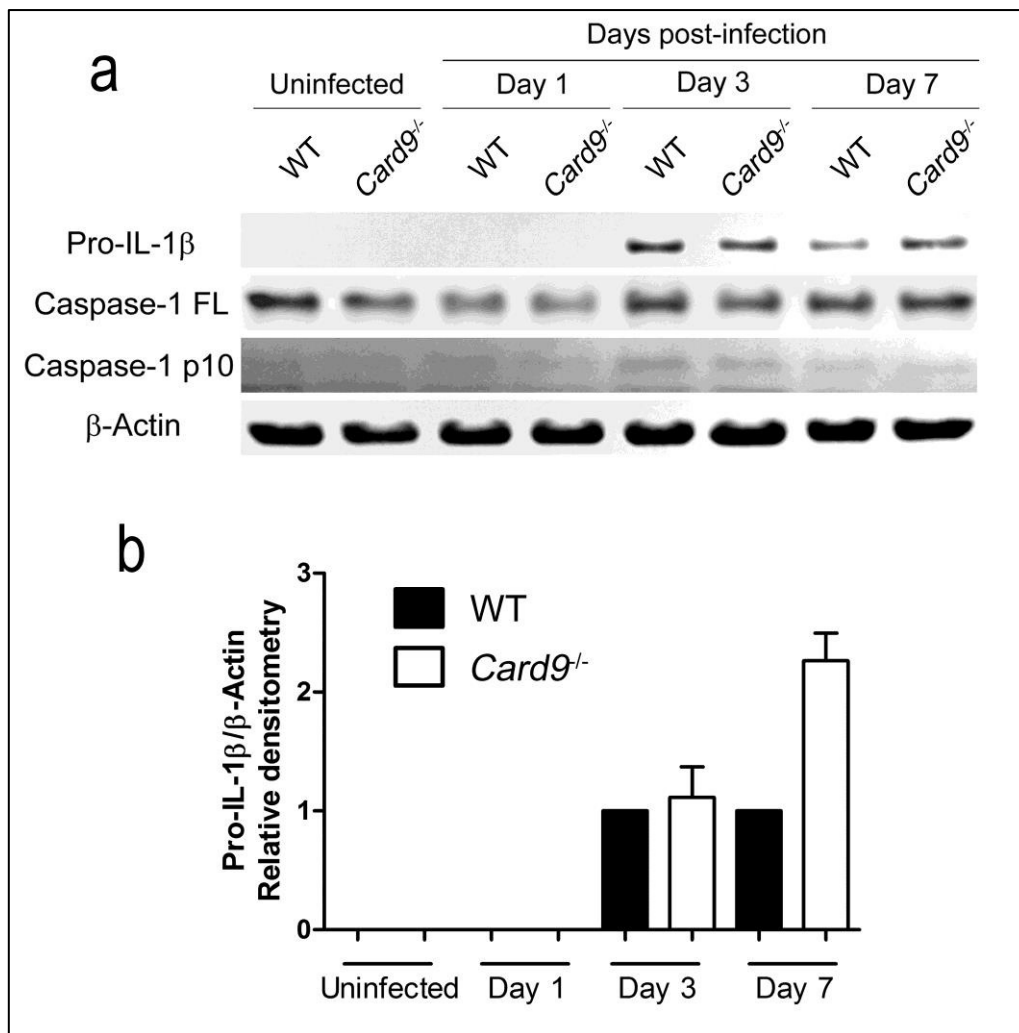 a
Days post-infection
Uninfected Day 1 Day 3 Day 7
WT Card9-/- WT Card9-/- WT Card9-/- WT Card9-/-
Pro-IL-1β
Caspase-1 FL
Caspase-1 p10
β-Actin
b
Pro-IL-1β/β-Actin
Relative densitometry
3
2
1
0
WT
Card9-/-
Uninfected Day 1 Day 3 Day 7